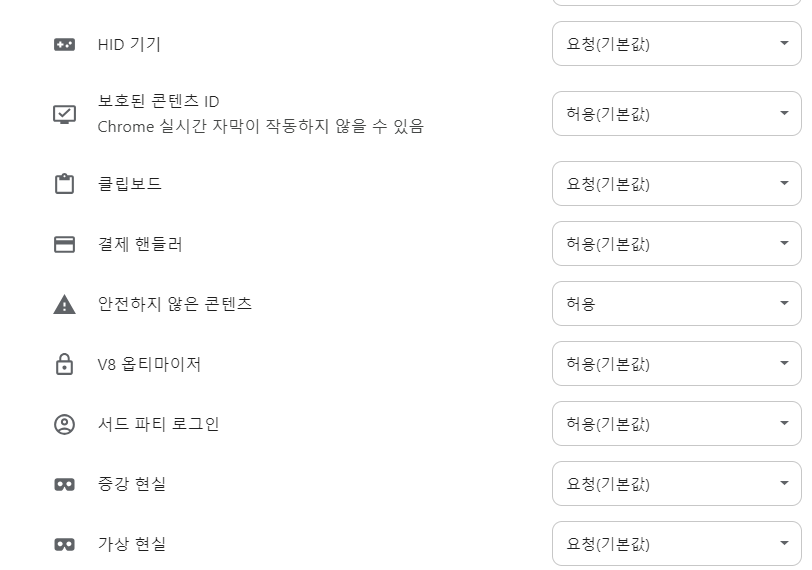 HID 기기
요청(기본값)
보호된 콘텐츠 ID
Chrome 실시간 자막이 작동하지 않을 수 있음
허용(기본값)
클립보드
요청(기본값)
결제 핸들러
허용(기본값)
안전하지 않은 콘텐츠
허용
V8 옵티마이저
허용(기본값)
서드 파티 로그인
허용(기본값)
증강 현실
요청(기본값)
가상 현실
요청(기본값)